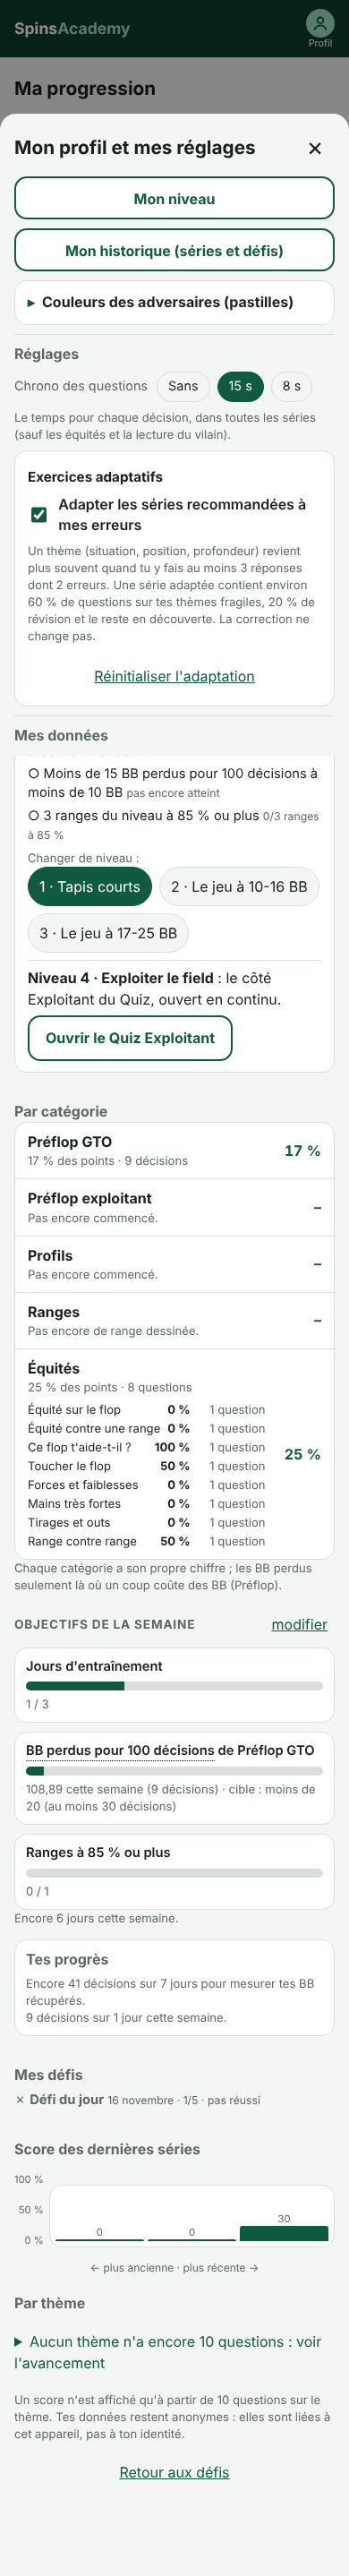 SpinsAcademy
Profil
Ma progression
Mon profil et mes réglages
✕
Mon niveau
Mon historique (séries et défis)
▸ Couleurs des adversaires (pastilles)
Réglages
Chrono des questions Sans 15 s 8 s
Le temps pour chaque décision, dans toutes les séries
(sauf les équités et la lecture du vilain).
Exercices adaptatifs
Adapter les séries recommandées à
mes erreurs
Un thème (situation, position, profondeur) revient
plus souvent quand tu y fais au moins 3 réponses
dont 2 erreurs. Une série adaptée contient environ
60 % de questions sur tes thèmes fragiles, 20 % de
révision et le reste en découverte. La correction ne
change pas.
Réinitialiser l'adaptation
Mes données
○ Moins de 15 BB perdus pour 100 décisions à
moins de 10 BB pas encore atteint
○ 3 ranges du niveau à 85 % ou plus 0/3 ranges
à 85 %
Changer de niveau :
1 · Tapis courts 2 · Le jeu à 10-16 BB
3 · Le jeu à 17-25 BB
Niveau 4 · Exploiter le field : le côté
Exploitant du Quiz, ouvert en continu.
Ouvrir le Quiz Exploitant
Par catégorie
Préflop GTO
17 % des points · 9 décisions
17 %
Préflop exploitant
Pas encore commencé.
–
Profils
Pas encore commencé.
–
Ranges
Pas encore de range dessinée.
–
Équités
25 % des points · 8 questions
Équité sur le flop 0 % 1 question
Équité contre une range 0 % 1 question
Ce flop t'aide-t-il ? 100 % 1 question
Toucher le flop 50 % 1 question
Forces et faiblesses 0 % 1 question
Mains très fortes 0 % 1 question
Tirages et outs 0 % 1 question
Range contre range 50 % 1 question
25 %
Chaque catégorie a son propre chiffre ; les BB perdus
seulement là où un coup coûte des BB (Préflop).
OBJECTIFS DE LA SEMAINE modifier
Jours d'entraînement
1 / 3
BB perdus pour 100 décisions de Préflop GTO
108,89 cette semaine (9 décisions) · cible : moins de
20 (au moins 30 décisions)
Ranges à 85 % ou plus
0 / 1
Encore 6 jours cette semaine.
Tes progrès
Encore 41 décisions sur 7 jours pour mesurer tes BB
récupérés.
9 décisions sur 1 jour cette semaine.
Mes défis
✕ Défi du jour 16 novembre · 1/5 · pas réussi
Score des dernières séries
100 %
50 %
0 %
0
0
30
← plus ancienne · plus récente →
Par thème
▶ Aucun thème n'a encore 10 questions : voir
l'avancement
Un score n'est affiché qu'à partir de 10 questions sur le
thème. Tes données restent anonymes : elles sont liées à
cet appareil, pas à ton identité.
Retour aux défis